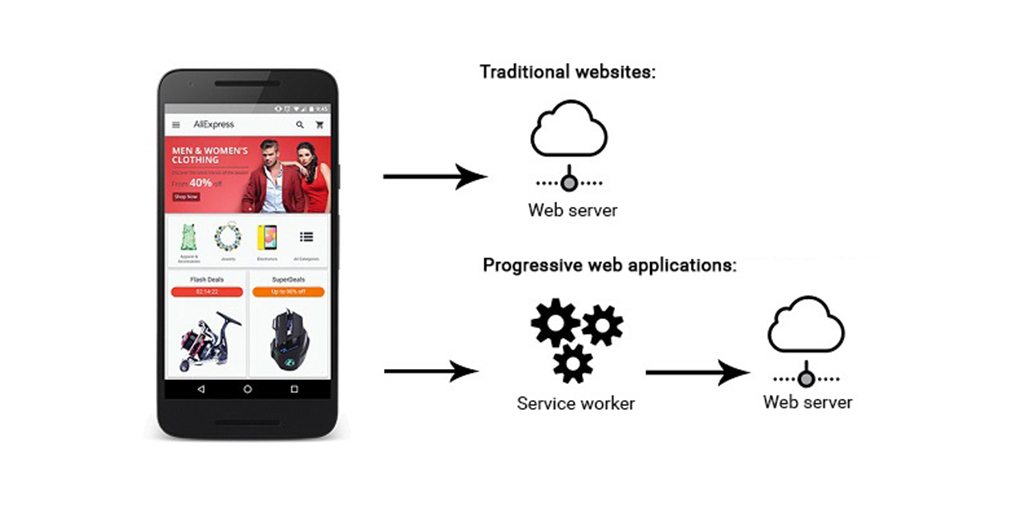 9:45
AliExpress
MEN & WOMEN'S
CLOTHING
From 40% off
Shop Now
Apparel &
Accessories
Jewelry
Electronics
All Categories
Flash Deals
SuperDeals
02:14:22
Up to 90% off
Traditional websites:
Web server
Progressive web applications:
Service worker
Web server